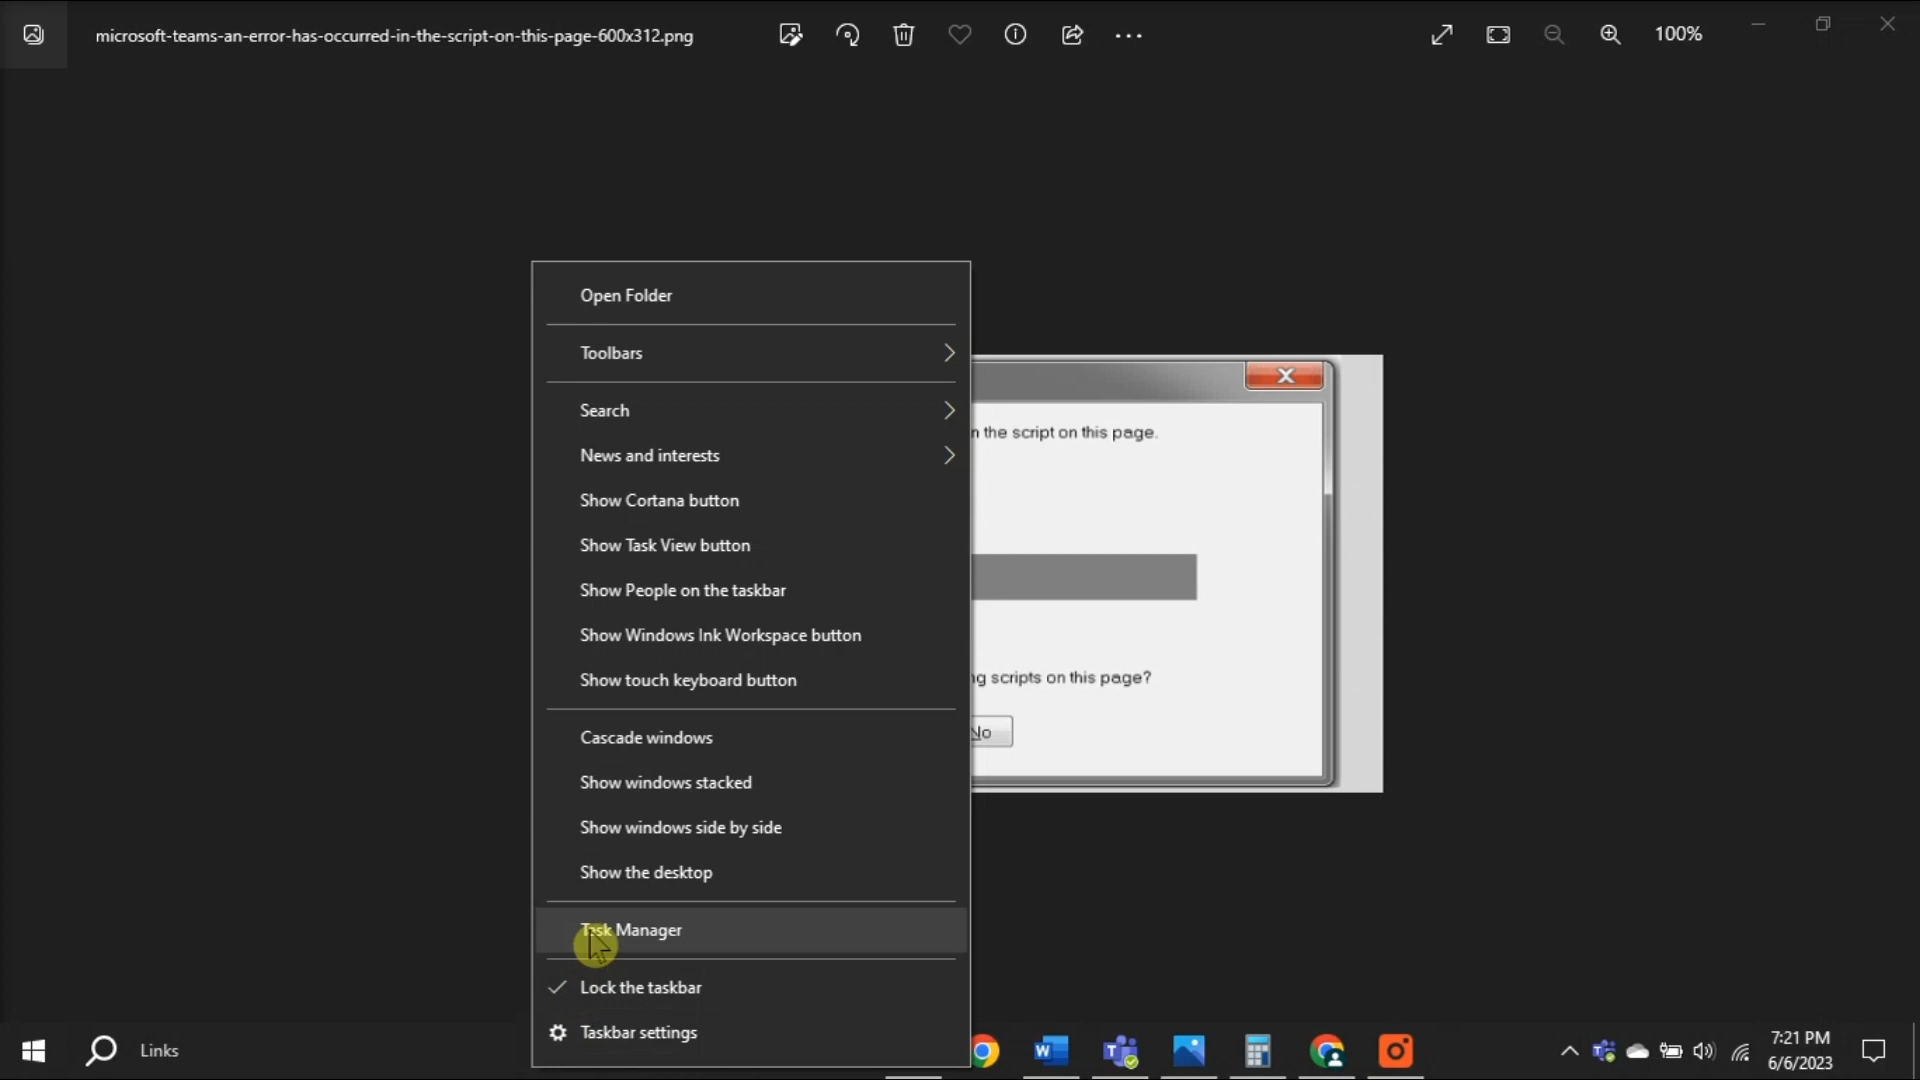 microsoft-teams-an-error-has-occurred-in-the-script-on-this-page-600x312.png
100%
Open Folder
Toolbars
Search
News and interests
Show Cortana button
Show Task View button
Show People on the taskbar
Show Windows Ink Workspace button
Show touch keyboard button
Cascade windows
Show windows stacked
Show windows side by side
Show the desktop
Task Manager
Lock the taskbar
Taskbar settings
n the script on this page.
ng scripts on this page?
No
Links
7:21 PM
6/6/2023